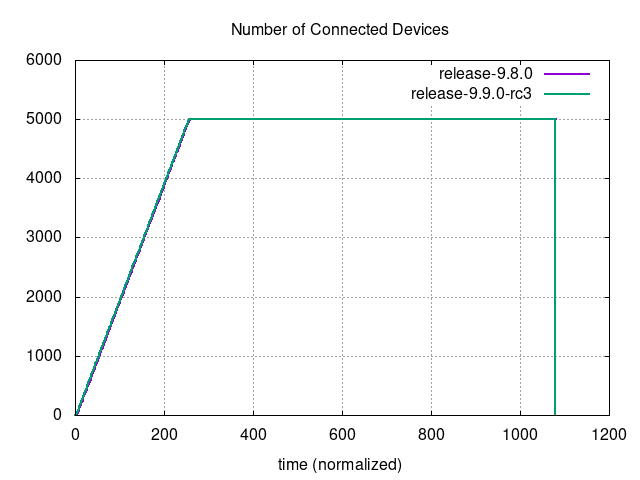 Number of Connected Devices
release-9.8.0
release-9.9.0-rc3
6000
5000
4000
3000
2000
1000
0
0 200 400 600 800 1000 1200
time (normalized)